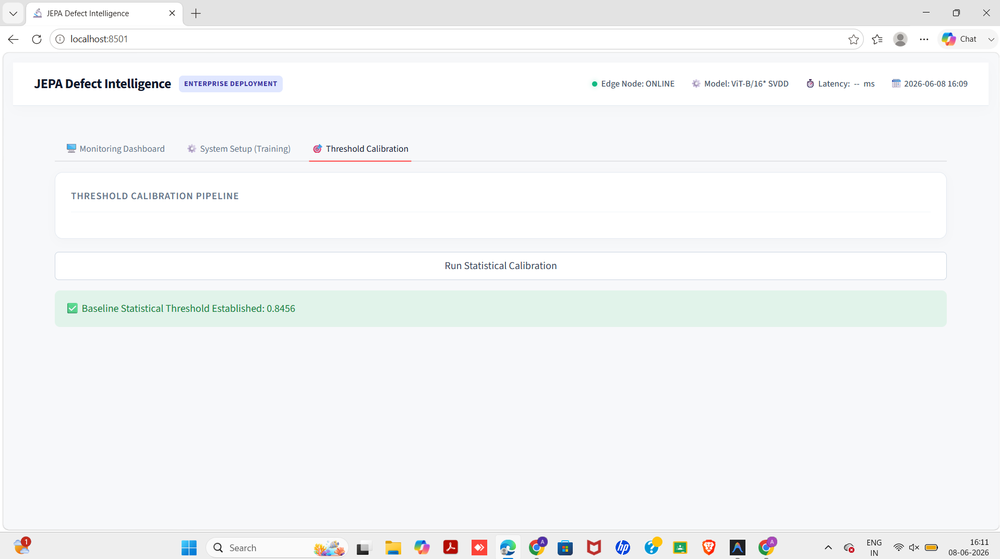 JEPA Defect Intelligence
localhost:8501
Chat
JEPA Defect Intelligence
ENTERPRISE DEPLOYMENT
Edge Node: ONLINE
Model: ViT-B/16* SVDD
Latency: -- ms
2026-06-08 16:09
Monitoring Dashboard
System Setup (Training)
Threshold Calibration
THRESHOLD CALIBRATION PIPELINE
Run Statistical Calibration
Baseline Statistical Threshold Established: 0.8456
1
Search
A
hp
A
ENG
IN
16:11
08-06-2026